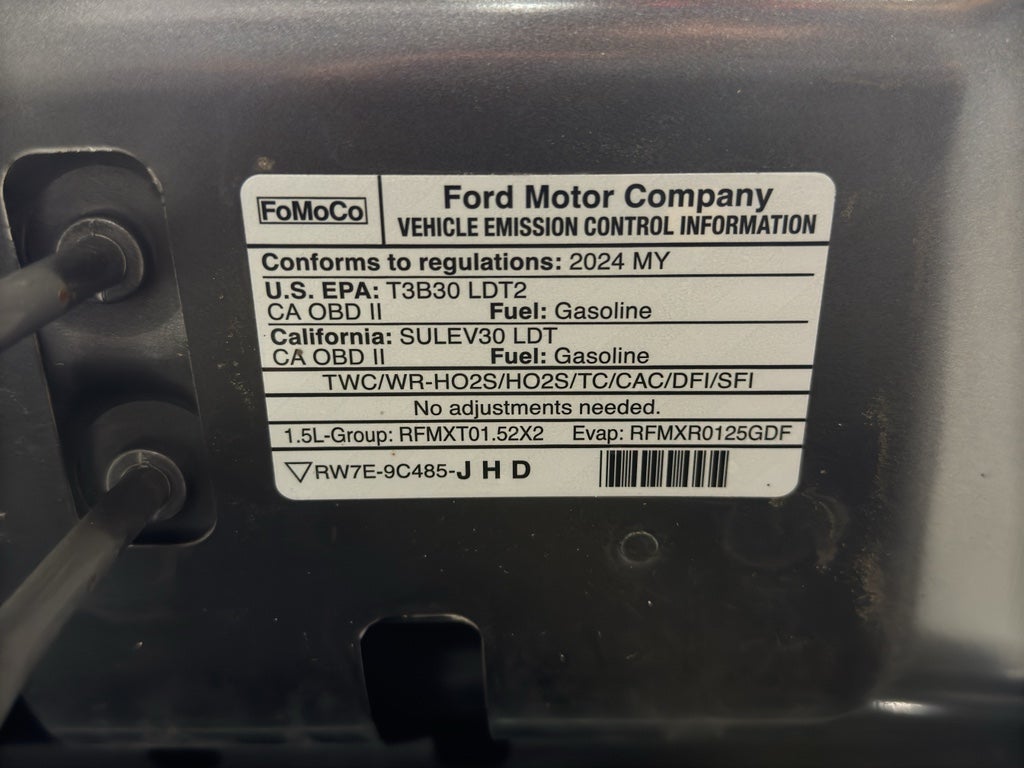 FoMoCo
Ford Motor Company
VEHICLE EMISSION CONTROL INFORMATION
Conforms to regulations: 2024 MY
U.S. EPA: T3B30 LDT2
CA OBD II Fuel: Gasoline
California: SULEV30 LDT
CA OBD II Fuel: Gasoline
TWC/WR-HO2S/HO2S/TC/CAC/DFI/SFI
No adjustments needed.
1.5L-Group: RFMXT01.52X2 Evap: RFMXR0125GDF
RW7E-9C485-J H D